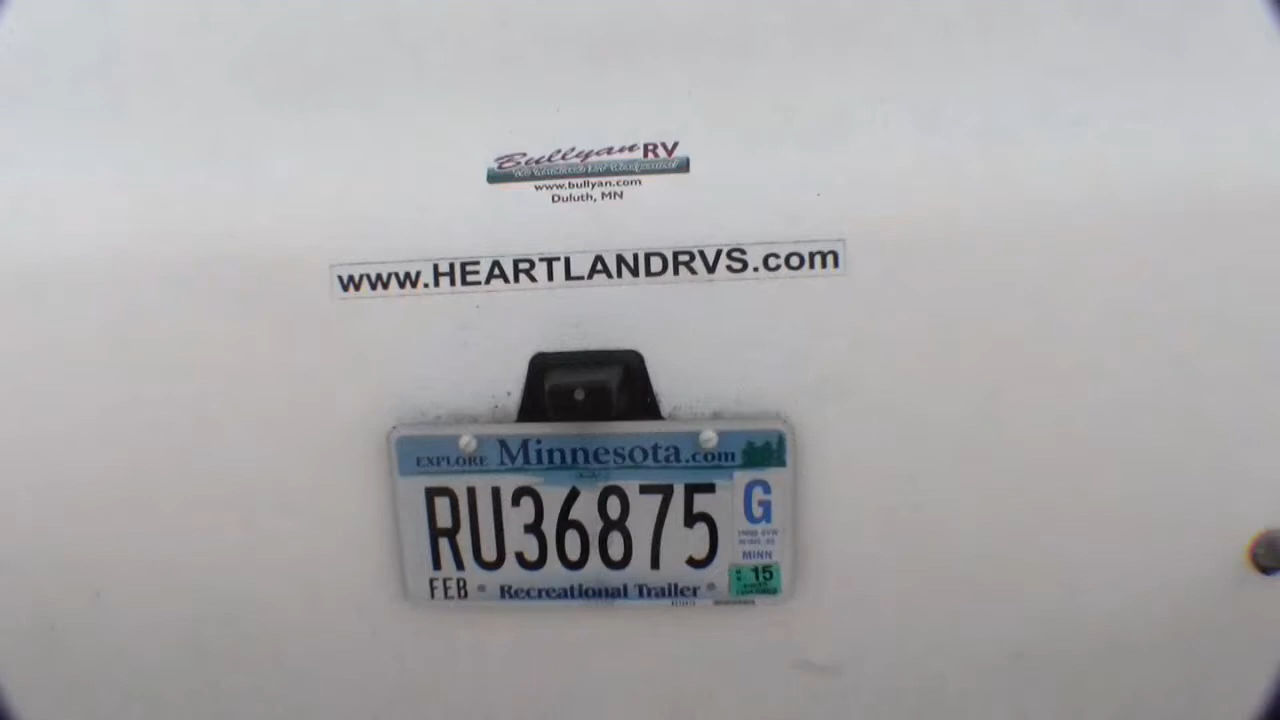 Bullyan RV
www.bullyan.com
Duluth, MN
www.HEARTLANDRVS.com
EXPLORE Minnesota.com
RU36875
G
MINN
15
FEB
Recreational Trailer